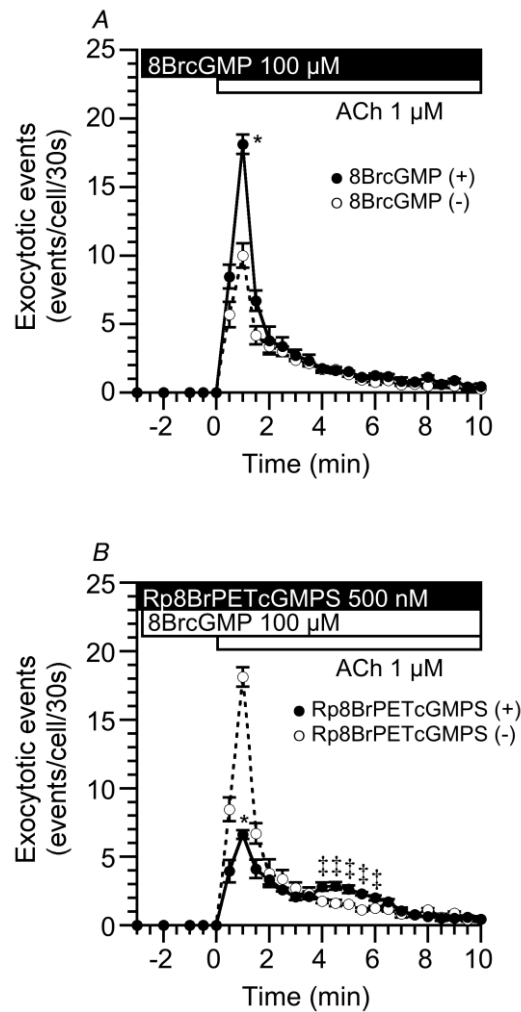 A
25
8BrcGMP 100 µM
ACh 1 µM
20
8BrcGMP (+)
8BrcGMP (-)
15
10
5
0
Exocytotic events
(events/cell/30s)
*
-2 0 2 4 6 8 10
Time (min)
B
25
Rp8BrPETcGMPS 500 nM
8BrcGMP 100 µM
ACh 1 µM
20
Rp8BrPETcGMPS (+)
Rp8BrPETcGMPS (-)
15
10
5
0
Exocytotic events
(events/cell/30s)
*
‡‡‡‡‡
-2 0 2 4 6 8 10
Time (min)